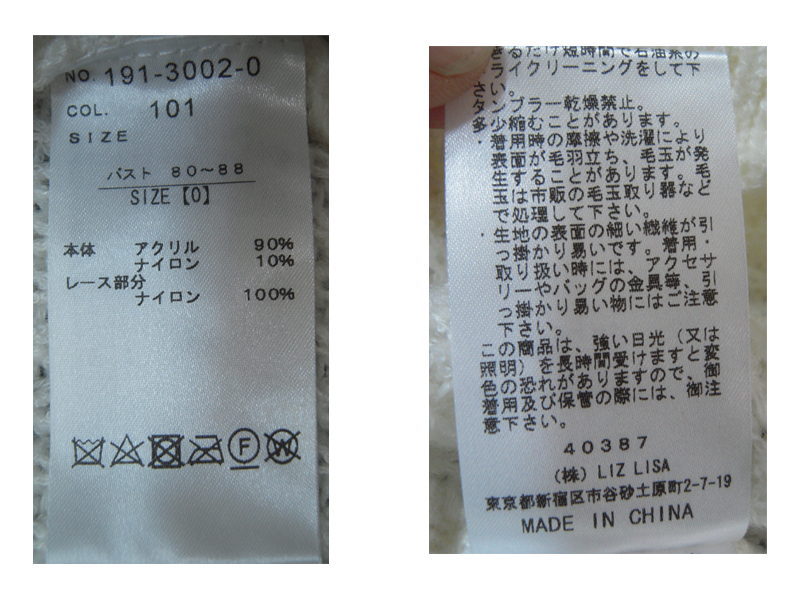 NO. 191-3002-0
COL. 101
SIZE
バスト 80～88
SIZE【0】
本体 アクリル 90%
ナイロン 10%
レース部分
ナイロン 100%
F
W
きるだけ短時間で石油系の
ドライクリーニングをして下
さい。
タンブラー乾燥禁止。
多少縮むことがあります。
・着用時の摩擦や洗濯により
表面が毛羽立ち、毛玉が発
生することがあります。毛
玉は市販の毛玉取り器など
で処理して下さい。
・生地の表面の細い繊維が引
っ掛かり易いです。着用・
取り扱い時には、アクセサ
リーやバッグの金具等、引
っ掛かり易い物にはご注意
下さい。
この商品は、強い日光（又は
照明）を長時間受けますと変
色の恐れがありますので、御
着用及び保管の際には、御注
意下さい。
40387
（株）LIZ LISA
東京都新宿区市谷砂土原町2-7-19
MADE IN CHINA